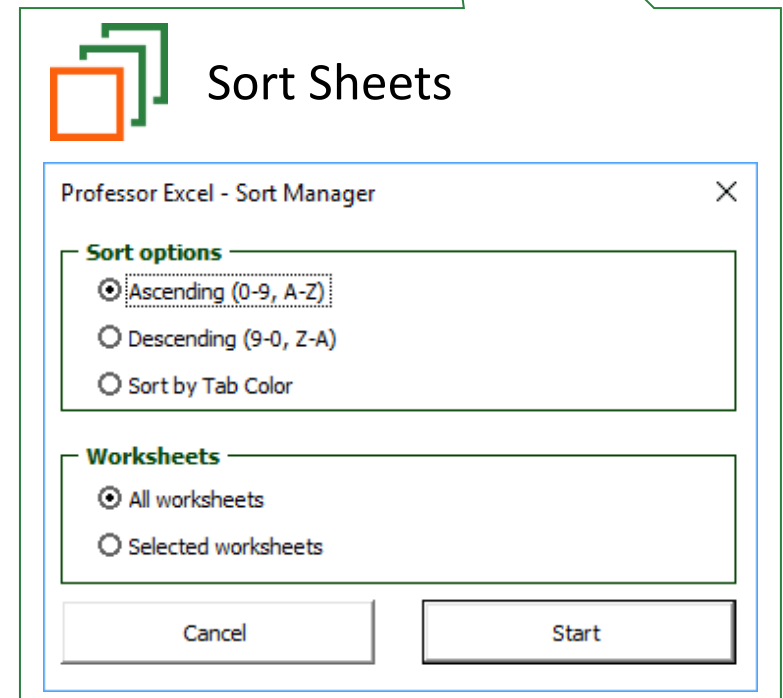 Sort Sheets
Professor Excel - Sort Manager
Sort options
Ascending (0-9, A-Z)
Descending (9-0, Z-A)
Sort by Tab Color
Worksheets
All worksheets
Selected worksheets
Cancel
Start